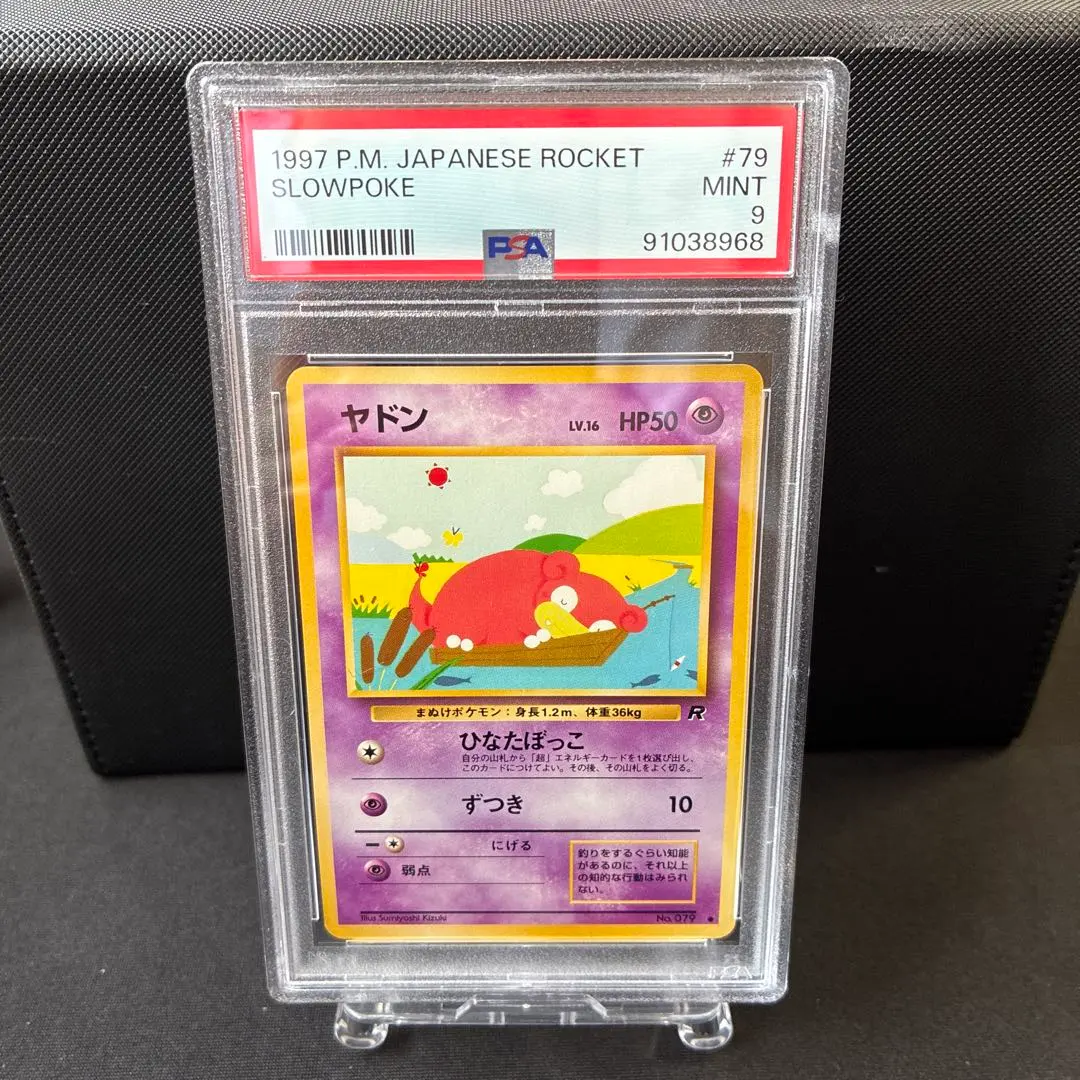 1997 P.M. JAPANESE ROCKET #79
SLOWPOKE MINT
9
PSA 91038968
ヤドン LV.16 HP50
まぬけポケモン：身長1.2m、体重36kg R
ひなたぼっこ
自分の山札から「超」エネルギーカードを1枚選び出し、
このカードにつけてよい。その後、その山札をよく切る。
ずつき 10
にげる
弱点
釣りをするぐらい知能
があるのに、それ以上
の知的な行動はみられ
ない。
Illus Sumiyoshi Kizuki No. 079